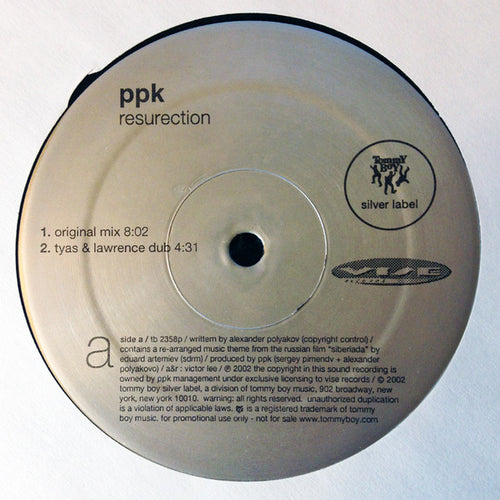 ppk
resurection
Tommy
Boy
silver label
1. original mix 8:02
2. tyas & lawrence dub 4:31
VISE
a
side a / tb 2358p / written by alexander polyakov (copyright control) /
contains a re-arranged music theme from the russian film "siberiada" by
eduard artemiev (sdrm) / produced by ppk (sergey pimendv + alexander
polyakovo) / a&r : victor lee / ℗ 2002 the copyright in this sound recording is
owned by ppk management under exclusive licensing to vise records / © 2002
tommy boy silver label, a division of tommy boy music, 902 broadway, new
york, new york 10010. warning: all rights reserved. unauthorized duplication
is a violation of applicable laws. is a registered trademark of tommy
boy music. for promotional use only - not for sale www.tommyboy.com